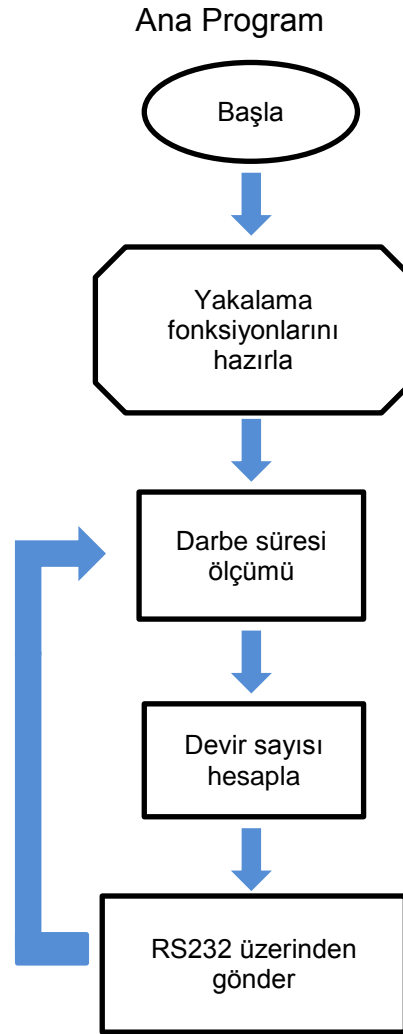 Ana Program
Başla
Yakalama
fonksiyonlarını
hazırla
Darbe süresi
ölçümü
Devir sayısı
hesapla
RS232 üzerinden
gönder